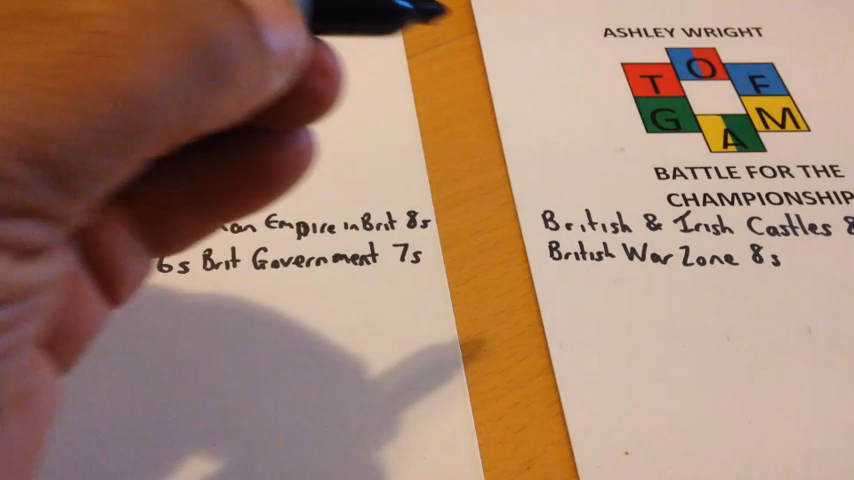 Empire in Brit 8s
6s Brit Government 7s
ASHLEY WRIGHT
T O F
G A M
BATTLE FOR THE
CHAMPIONSHIP
British & Irish Castles 8
British War Zone 8s